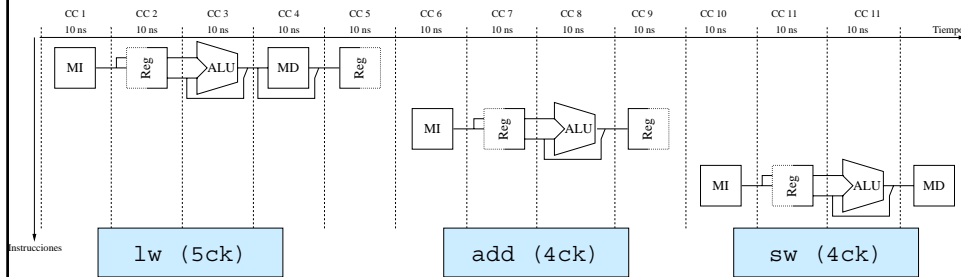 CC 1 CC 2 CC 3 CC 4 CC 5 CC 6 CC 7 CC 8 CC 9 CC 10 CC 11 CC 11
10 ns 10 ns 10 ns 10 ns 10 ns 10 ns 10 ns 10 ns 10 ns 10 ns 10 ns 10 ns Tiempo
MI Reg ALU MD Reg
MI Reg ALU Reg
MI Reg ALU MD
Instrucciones
lw (5ck) add (4ck) sw (4ck)